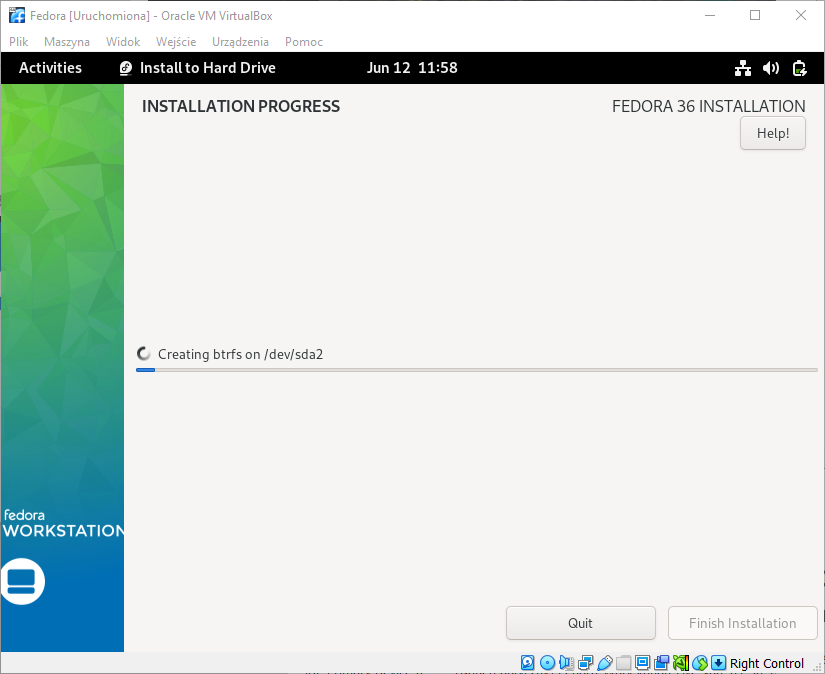 Fedora [Uruchomiona] - Oracle VM VirtualBox
Plik Maszyna Widok Wejście Urządzenia Pomoc
Activities Install to Hard Drive Jun 12 11:58
INSTALLATION PROGRESS FEDORA 36 INSTALLATION
Help!
Creating btrfs on /dev/sda2
fedora
WORKSTATION
Quit Finish Installation
Right Control